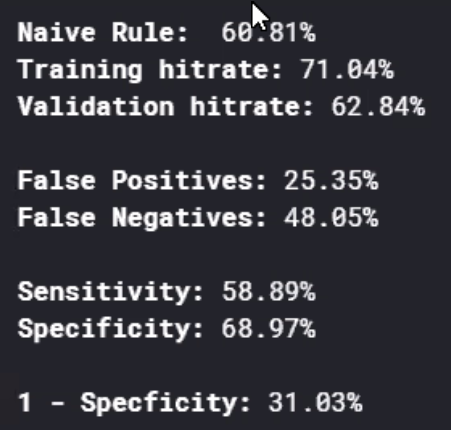 Naive Rule: 60.81%
Training hitrate: 71.04%
Validation hitrate: 62.84%
False Positives: 25.35%
False Negatives: 48.05%
Sensitivity: 58.89%
Specificity: 68.97%
1 - Specficity: 31.03%